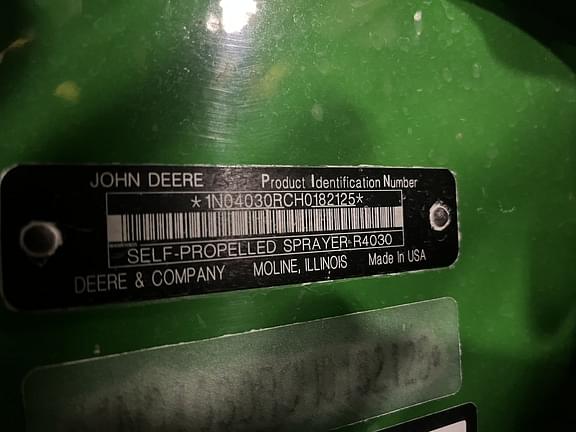 JOHN DEERE Product Identification Number
*1N04030RCH0182125*
SELF-PROPELLED SPRAYER-R4030
DEERE & COMPANY MOLINE, ILLINOIS Made In USA